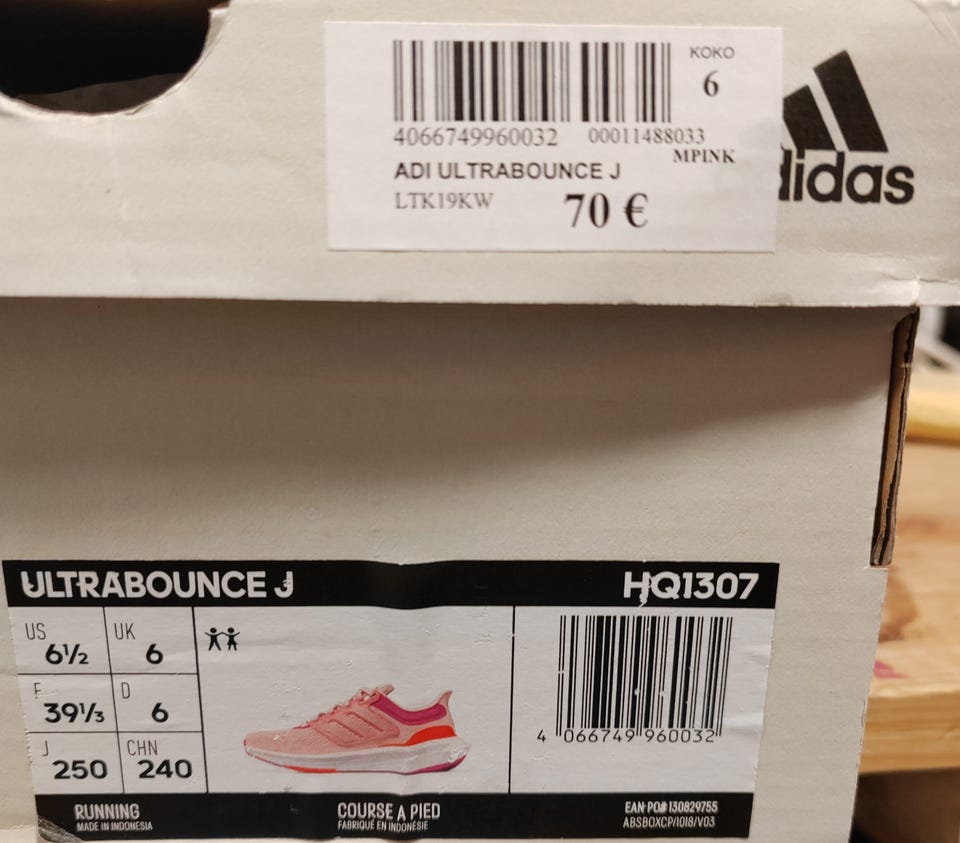 KOKO
6
4066749960032 00011488033
MPINK
ADI ULTRABOUNCE J
LTK19KW 70 €
adidas
ULTRABOUNCE J HQ1307
US 6½ UK 6
F 39⅓ D 6
J 250 CHN 240
4 066749 960032
RUNNING
MADE IN INDONESIA
COURSE A PIED
FABRIQUÉ EN INDONÉSIE
EAN PO# 130829755
ABSBOXCP/1018/V03